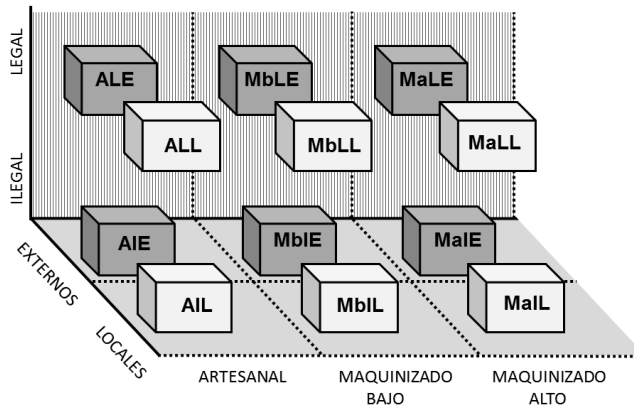 LEGAL
ILEGAL
ALE
MbLE
MaLE
ALL
MbLL
MaLL
AIE
MbIE
MaIE
AIL
MbIL
MaIL
EXTERNOS
LOCALES
ARTESANAL
MAQUINIZADO
BAJO
MAQUINIZADO
ALTO